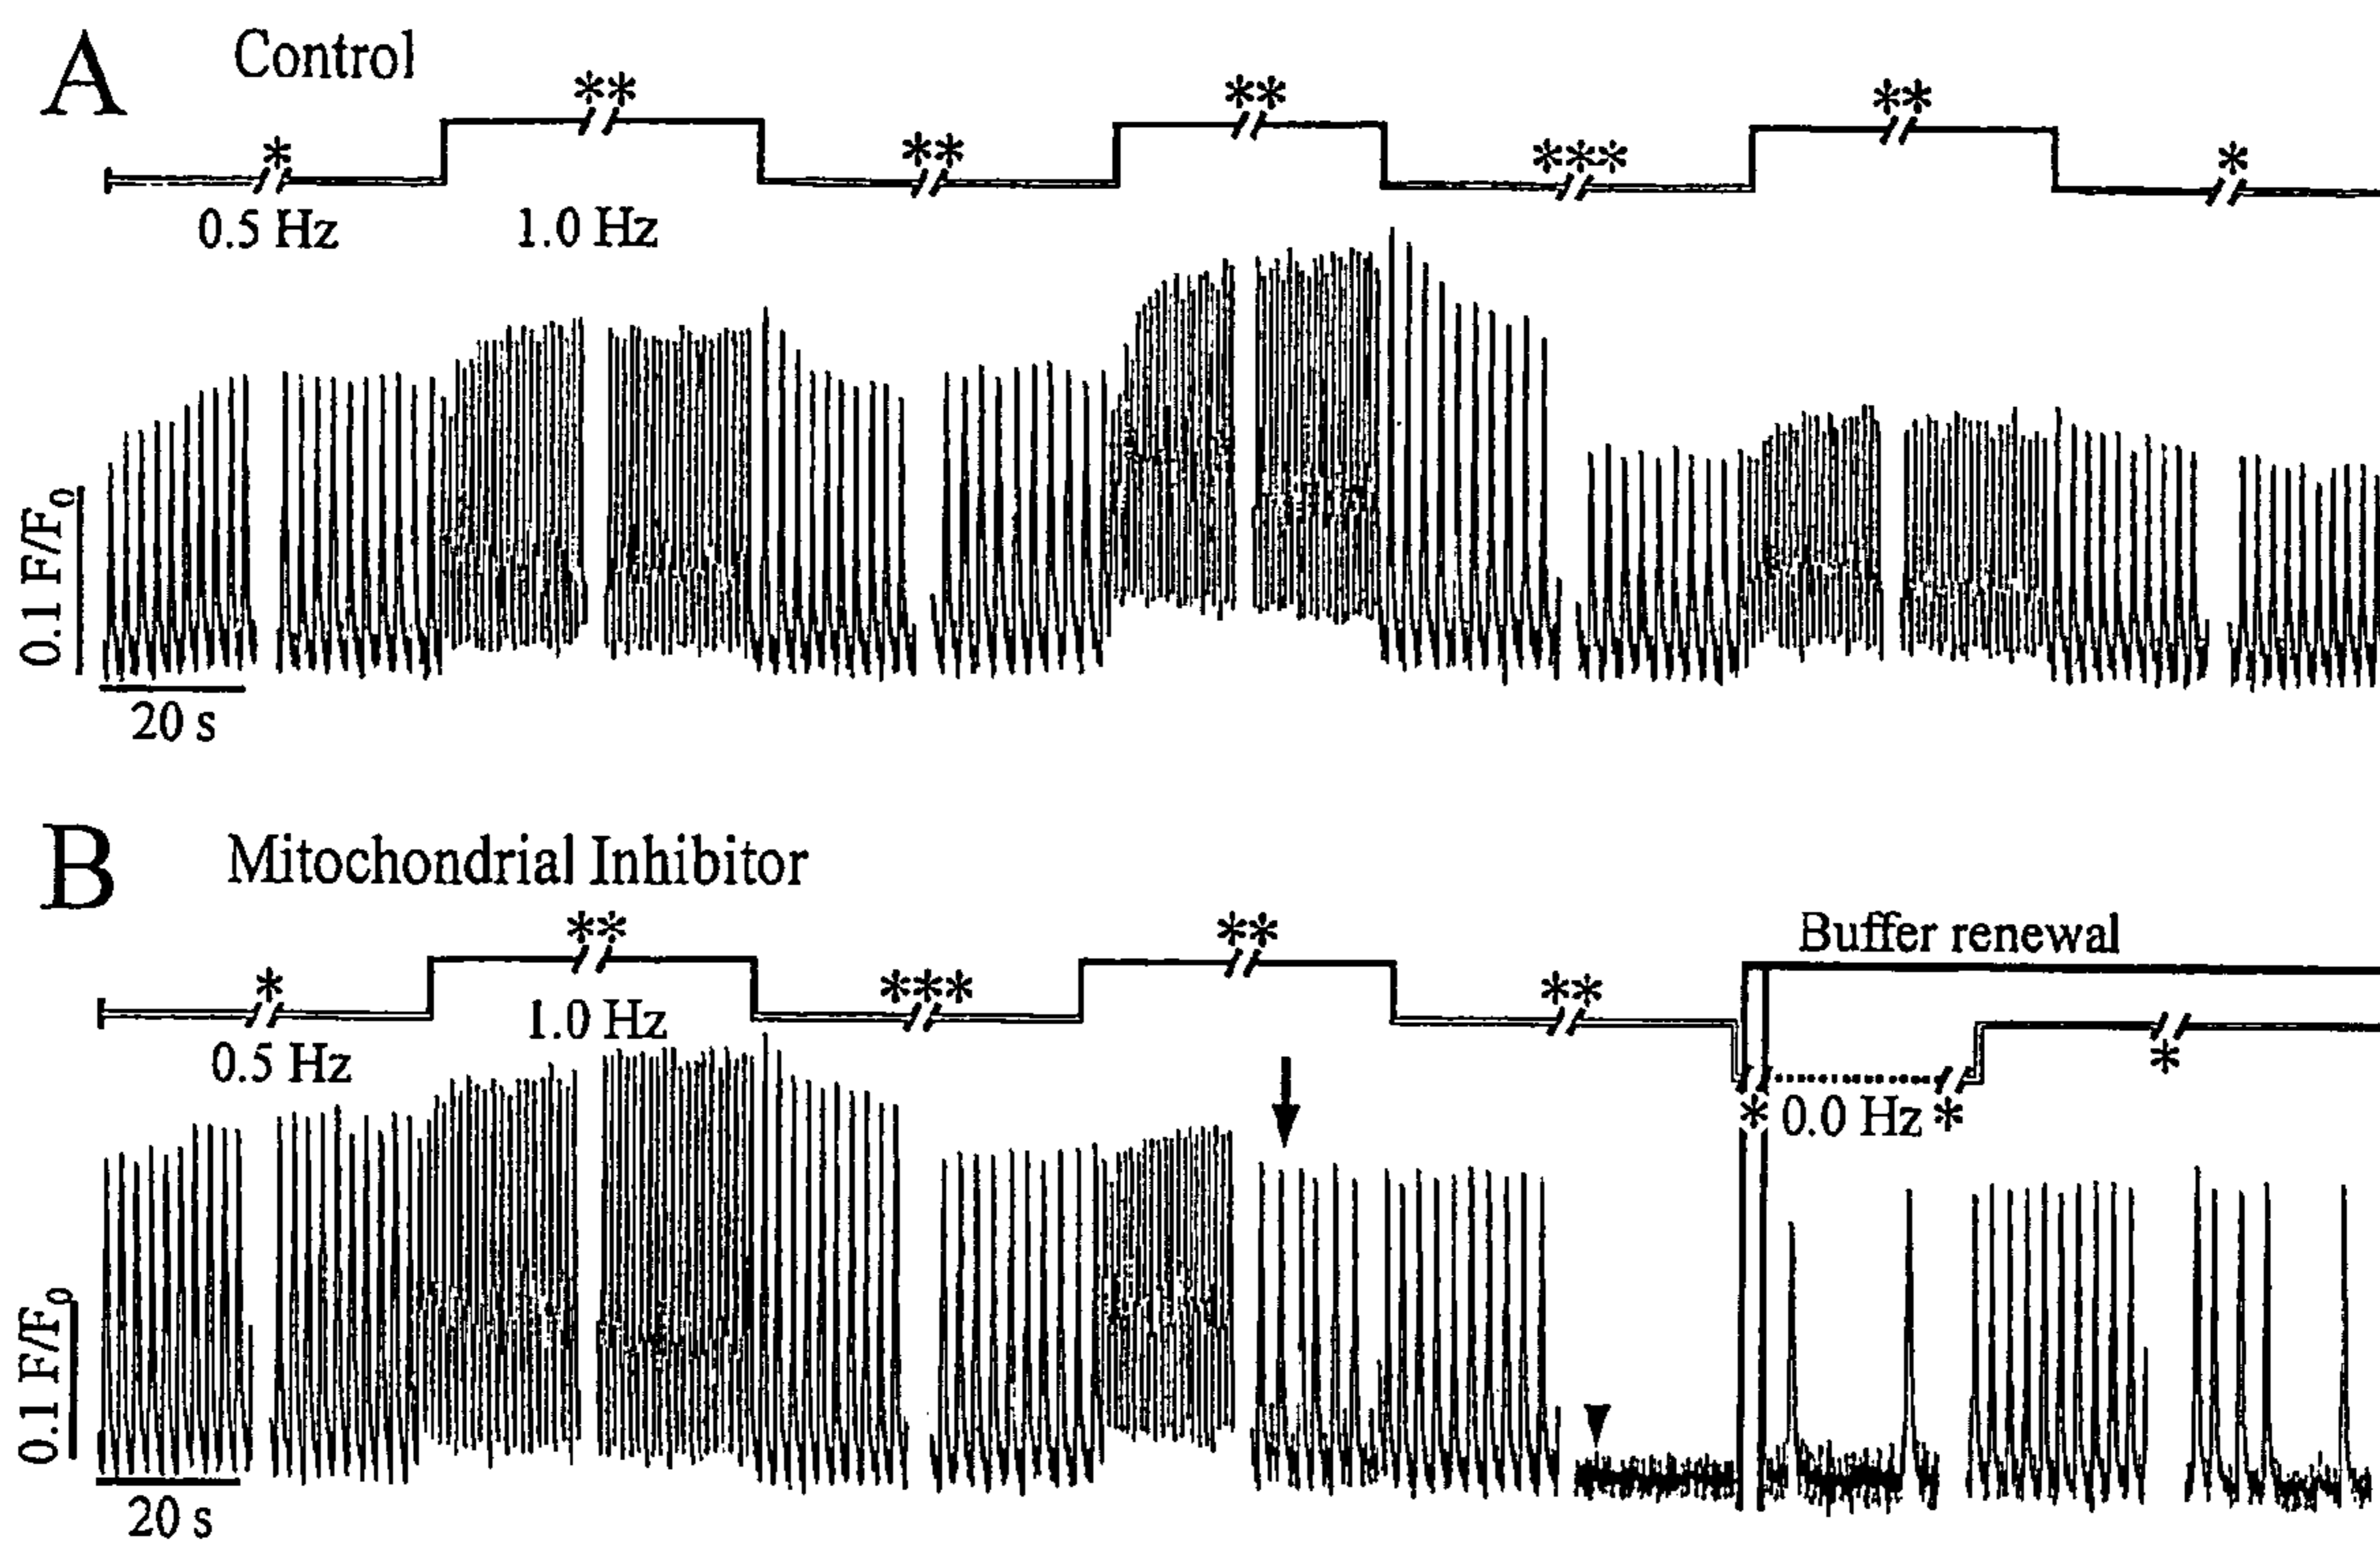 A Control
** ** **
* ** *** *
0.5 Hz 1.0 Hz
0.1 F/F0
20 s
B Mitochondrial Inhibitor
** ** Buffer renewal
* *** **
1.0 Hz
0.5 Hz *
* 0.0 Hz *
0.1 F/F0
20 s